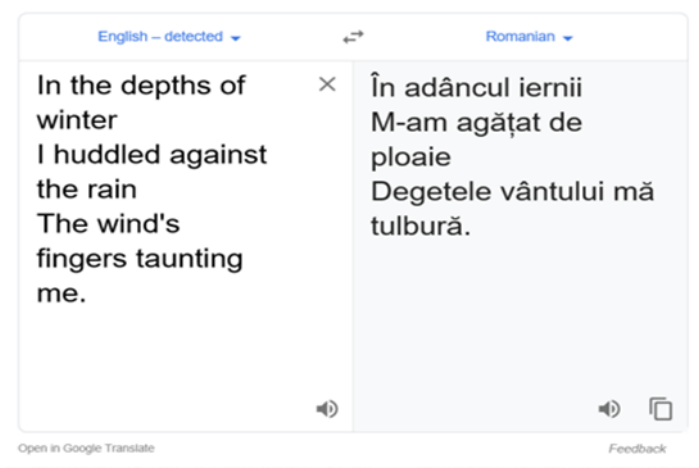 English – detected
Romanian
In the depths of
winter
I huddled against
the rain
The wind's
fingers taunting
me.
În adâncul iernii
M-am agățat de
ploaie
Degetele vântului mă
tulbură.
Open in Google Translate
Feedback